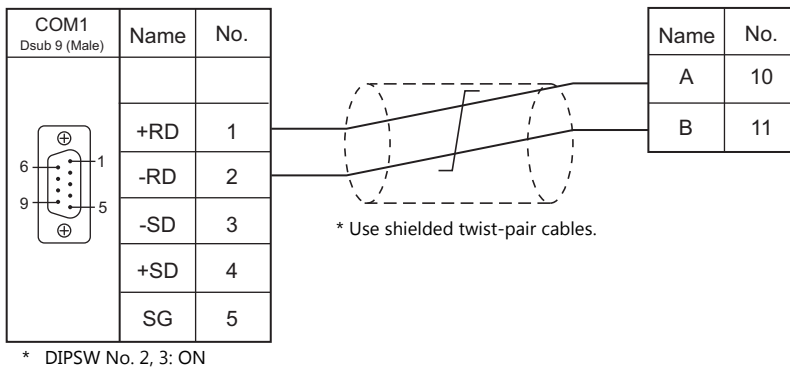 COM1
Dsub 9 (Male)
Name No.
+RD 1
-RD 2
-SD 3
+SD 4
SG 5
6
1
9
5
* DIPSW No. 2, 3: ON
* Use shielded twist-pair cables.
Name No.
A 10
B 11